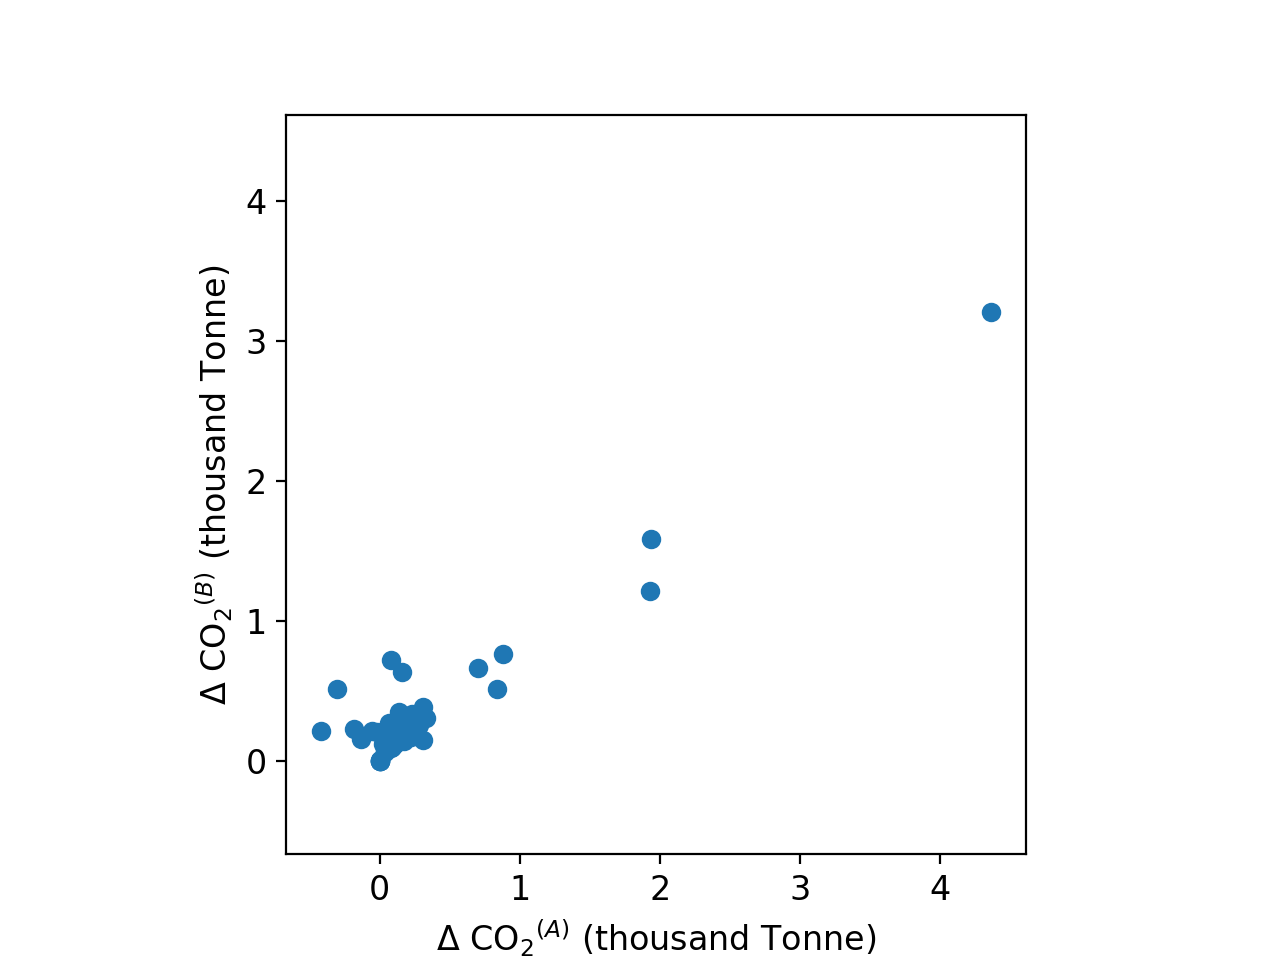 4
3
2
1
0
Δ CO₂⁽ᴮ⁾ (thousand Tonne)
0 1 2 3 4
Δ CO₂⁽ᴬ⁾ (thousand Tonne)